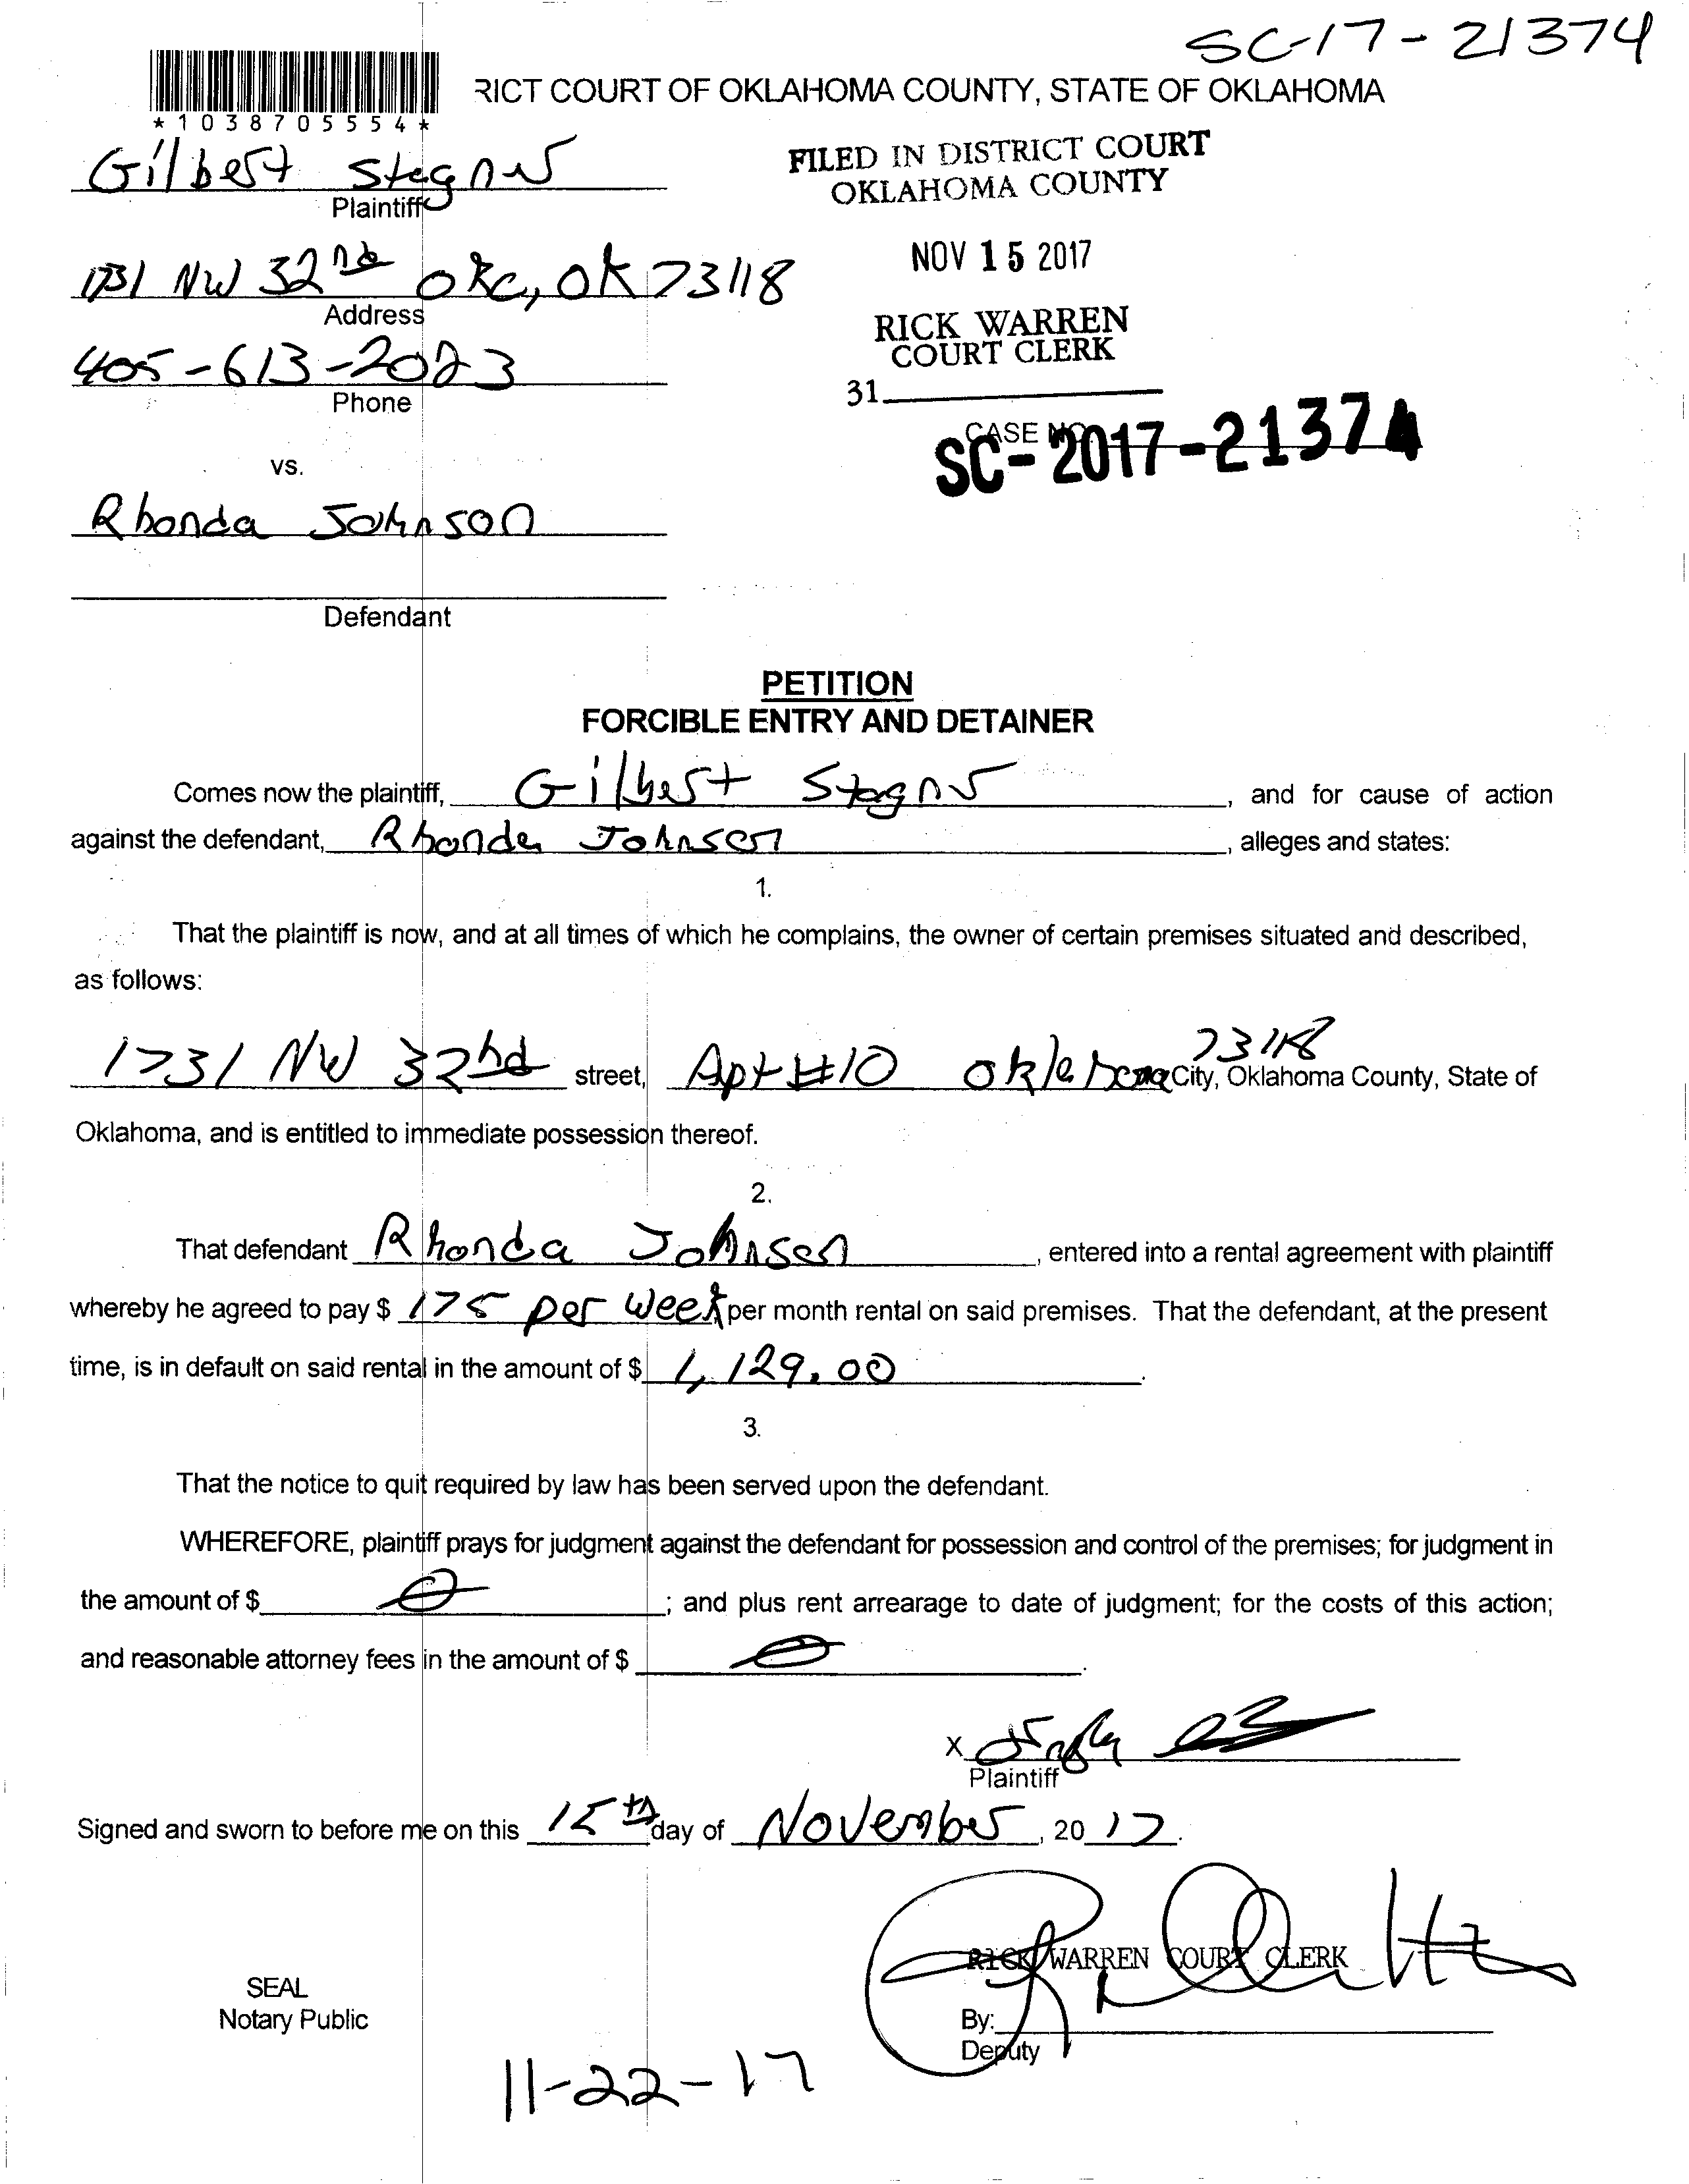 SC-17-21374
*1038705554*
RICT COURT OF OKLAHOMA COUNTY, STATE OF OKLAHOMA
Gilbert
Plaintiff
FILED IN DISTRICT COURT
OKLAHOMA COUNTY
NOV 15 2017
RICK WARREN
COURT CLERK
31
1731 NW 32nd OKC, OK 73118
Address
405-613-2023
Phone
CASE NO.
SC-2017-21374
vs.
Rhonda Johnson
Defendant
PETITION
FORCIBLE ENTRY AND DETAINER
Comes now the plaintiff, Gilbert , and for cause of action
against the defendant, Rhonda Johnson , alleges and states:
1.
That the plaintiff is now, and at all times of which he complains, the owner of certain premises situated and described,
as follows:
73118
1731 NW 32nd street, Apt #10 Oklahoma City, Oklahoma County, State of
Oklahoma, and is entitled to immediate possession thereof.
2.
That defendant Rhonda Johnson , entered into a rental agreement with plaintiff
whereby he agreed to pay $ 175 per week per month rental on said premises. That the defendant, at the present
time, is in default on said rental in the amount of $ 1,129.00 .
3.
That the notice to quit required by law has been served upon the defendant.
WHEREFORE, plaintiff prays for judgment against the defendant for possession and control of the premises; for judgment in
the amount of $ ; and plus rent arrearage to date of judgment; for the costs of this action;
and reasonable attorney fees in the amount of $ .
X
Plaintiff
Signed and sworn to before me on this 15th day of November, 2017.
RICK WARREN COURT CLERK
SEAL
Notary Public
By:
Deputy
11-22-17